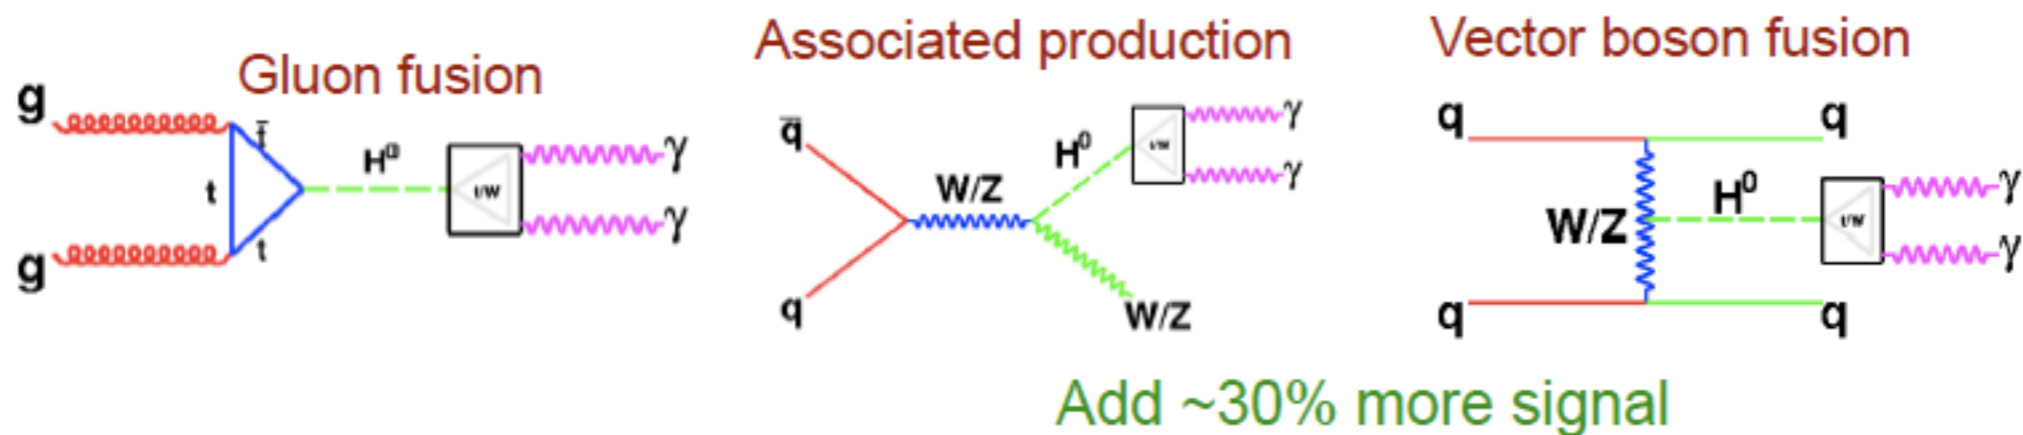 Gluon fusion
g
g
t̄
t
t
H⁰
t/W
γ
γ
Associated production
q̄
q
W/Z
H⁰
t/W
γ
γ
W/Z
Vector boson fusion
q
q
W/Z
H⁰
t/W
γ
γ
q
q
Add ~30% more signal